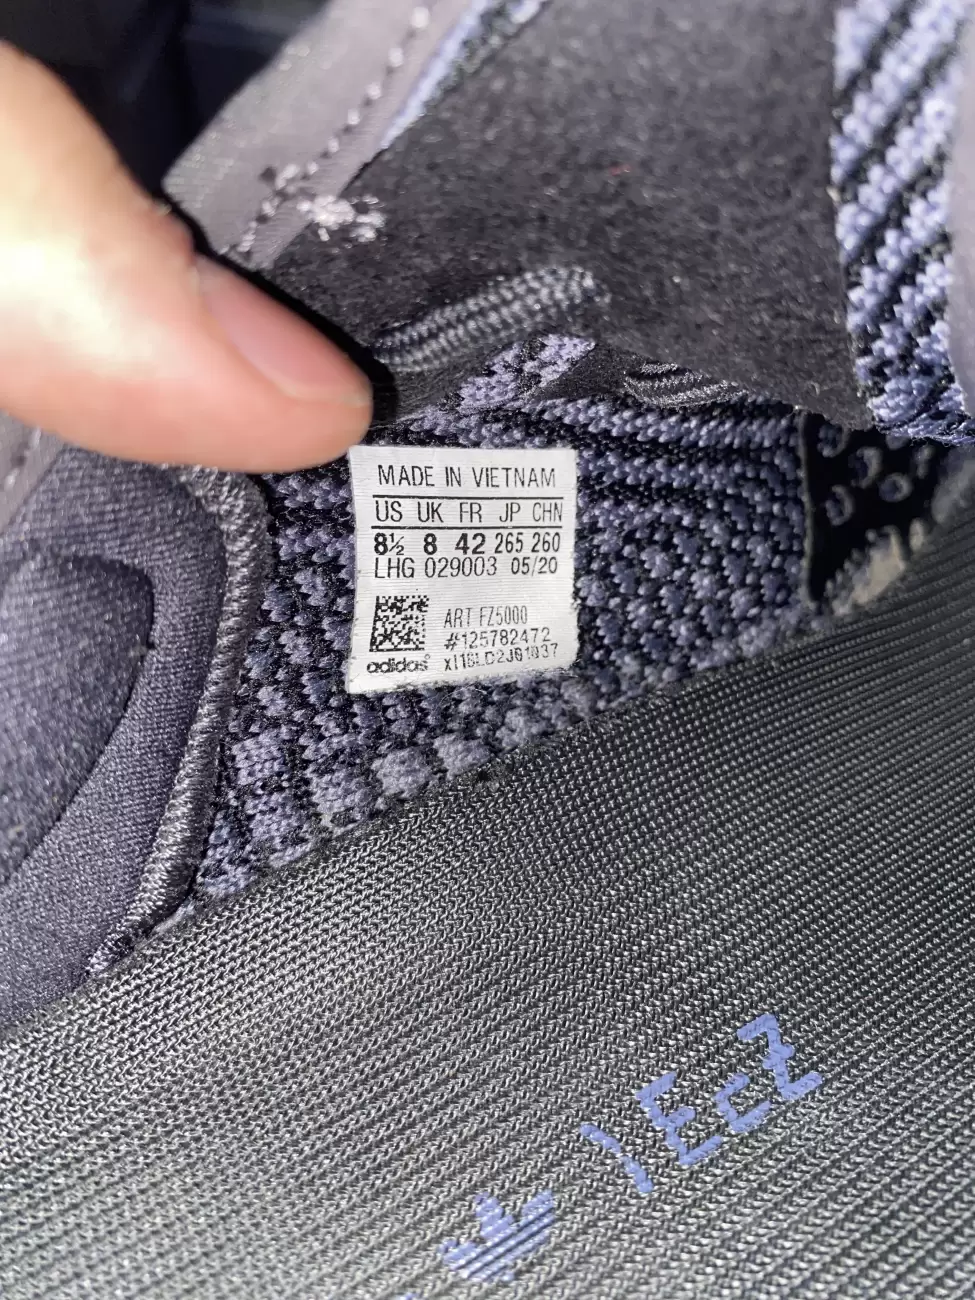 MADE IN VIETNAM
US UK FR JP CHN
8½ 8 42 265 260
LHG 029003 05/20
ART FZ5000
#125782472
adidas